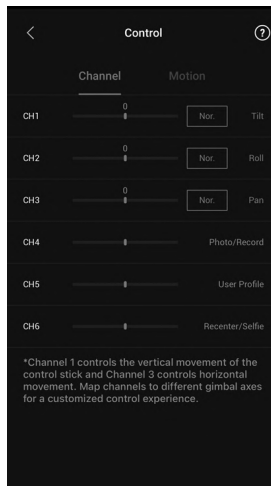 Control ?
Channel Motion
0
CH1 Nor. Tilt
0
CH2 Nor. Roll
0
CH3 Nor. Pan
CH4 Photo/Record
CH5 User Profile
CH6 Recenter/Selfie
*Channel 1 controls the vertical movement of the
control stick and Channel 3 controls horizontal
movement. Map channels to different gimbal axes
for a customized control experience.